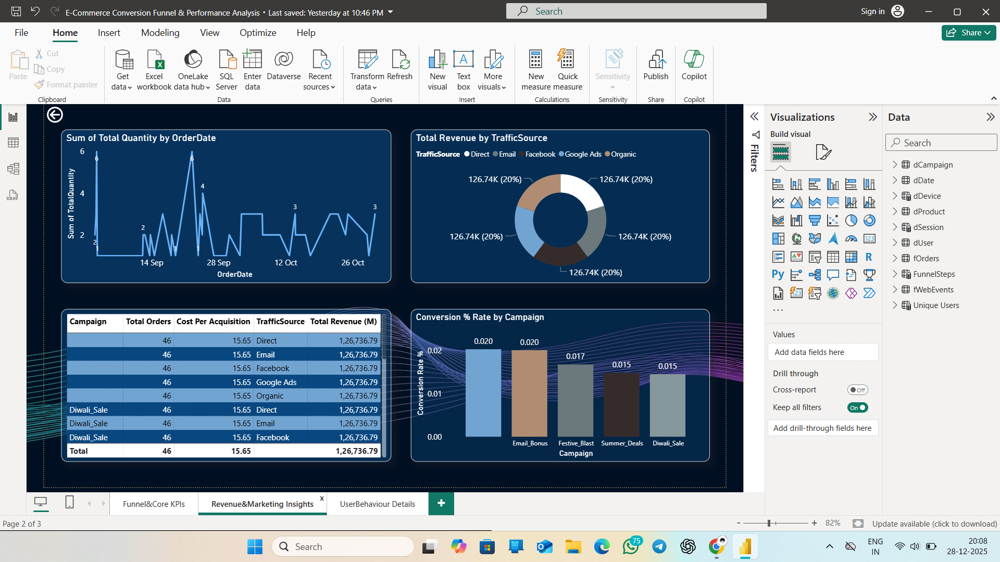 E-Commerce Conversion Funnel & Performance Analysis • Last saved: Yesterday at 10:46 PM
Search
Sign in
File
Home
Insert
Modeling
View
Optimize
Help
Share
Paste
Cut
Copy
Format painter
Clipboard
Get data
Excel workbook
OneLake data hub
SQL Server
Enter data
Dataverse
Recent sources
Data
Transform data
Refresh
Queries
New visual
Text box
More visuals
Insert
New measure
Quick measure
Calculations
Sensitivity
Sensitivity
Publish
Share
Copilot
Copilot
Sum of Total Quantity by OrderDate
Sum of TotalQuantity
6
4
2
6
2
1
2
1
6
1
4
3
3
14 Sep
28 Sep
12 Oct
26 Oct
OrderDate
Total Revenue by TrafficSource
TrafficSource Direct Email Facebook Google Ads Organic
126.74K (20%)
126.74K (20%)
126.74K (20%)
126.74K (20%)
126.74K (20%)
Campaign Total Orders Cost Per Acquisition TrafficSource Total Revenue (M)
46 15.65 Direct 1,26,736.79
46 15.65 Email 1,26,736.79
46 15.65 Facebook 1,26,736.79
46 15.65 Google Ads 1,26,736.79
46 15.65 Organic 1,26,736.79
Diwali_Sale 46 15.65 Direct 1,26,736.79
Diwali_Sale 46 15.65 Email 1,26,736.79
Diwali_Sale 46 15.65 Facebook 1,26,736.79
Total 46 15.65 1,26,736.79
Conversion % Rate by Campaign
Conversion Rate %
0.02
0.01
0.00
0.020
0.020
0.017
0.015
0.015
Email_Bonus
Festive_Blast
Summer_Deals
Diwali_Sale
Campaign
Filters
Visualizations
Build visual
123
R
Py
123
...
Values
Add data fields here
Drill through
Cross-report
Off
Keep all filters
On
Add drill-through fields here
Data
Search
dCampaign
dDate
dDevice
dProduct
dSession
dUser
fOrders
FunnelSteps
fWebEvents
Unique Users
DAX
Funnel&Core KPIs
Revenue&Marketing Insights
x
UserBehaviour Details
+
Page 2 of 3
- + 82%
Update available (click to download)
Search
75
ENG
IN
20:08
28-12-2025